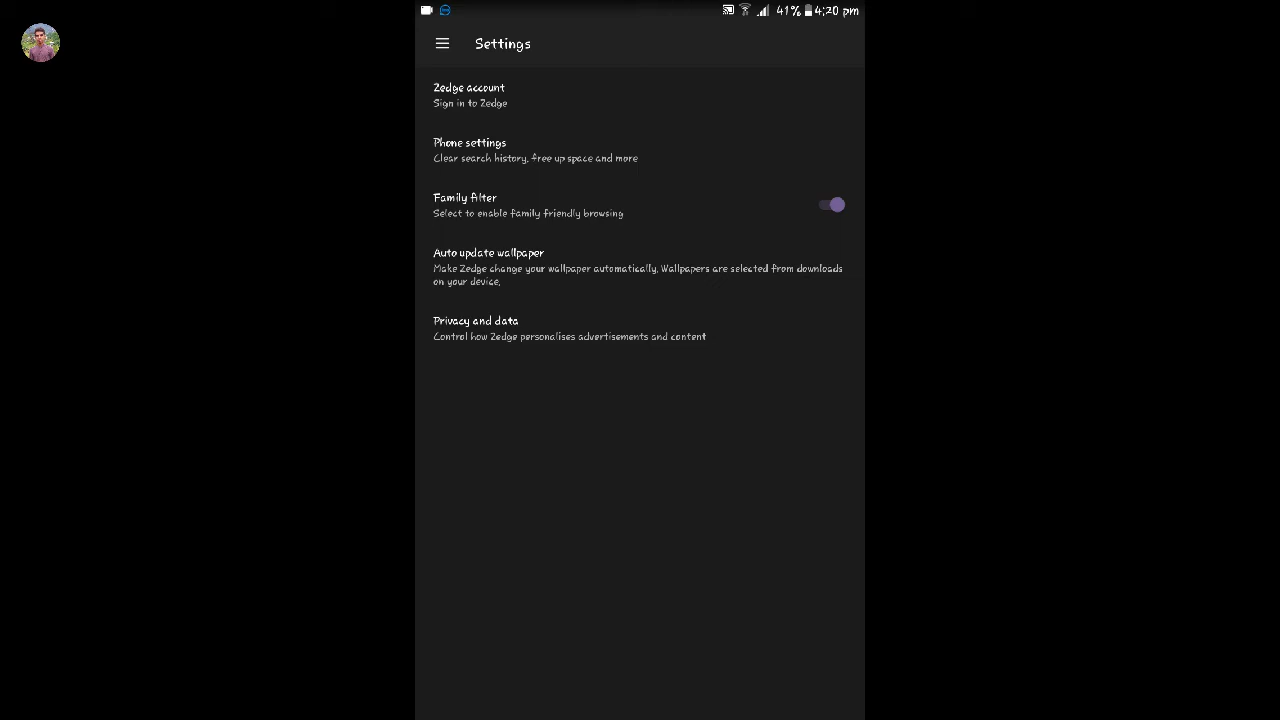 41% 4:20 pm
Settings
Zedge account
Sign in to Zedge
Phone settings
Clear search history, free up space and more
Family filter
Select to enable family friendly browsing
Auto update wallpaper
Make Zedge change your wallpaper automatically. Wallpapers are selected from downloads
on your device.
Privacy and data
Control how Zedge personalises advertisements and content